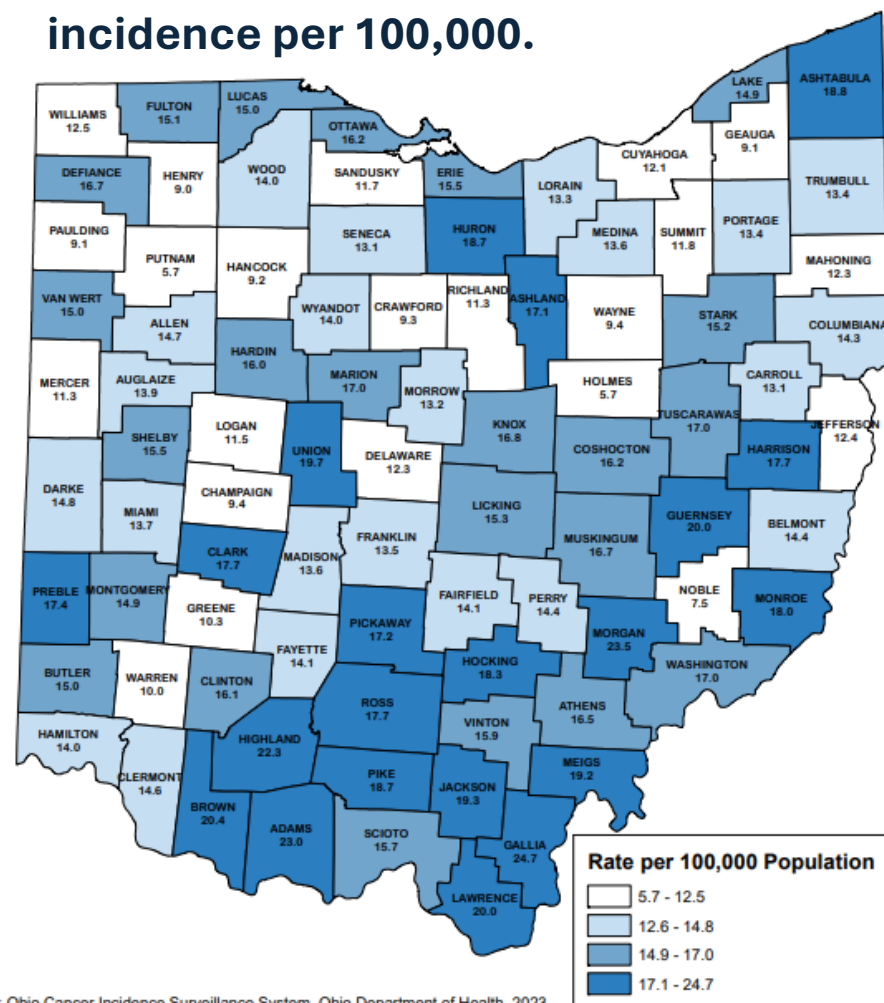 incidence per 100,000.
LAKE
14.9
ASHTABULA
18.8
WILLIAMS
12.5
FULTON
15.1
LUCAS
15.0
OTTAWA
16.2
GEAUGA
9.1
CUYAHOGA
12.1
DEFIANCE
16.7
HENRY
9.0
WOOD
14.0
SANDUSKY
11.7
ERIE
15.5
LORAIN
13.3
TRUMBULL
13.4
PAULDING
9.1
PUTNAM
5.7
HANCOCK
9.2
SENECA
13.1
HURON
18.7
MEDINA
13.6
SUMMIT
11.8
PORTAGE
13.4
MAHONING
12.3
VAN WERT
15.0
ALLEN
14.7
WYANDOT
14.0
CRAWFORD
9.3
RICHLAND
11.3
ASHLAND
17.1
WAYNE
9.4
STARK
15.2
COLUMBIANA
14.3
MERCER
11.3
AUGLAIZE
13.9
HARDIN
16.0
MARION
17.0
MORROW
13.2
HOLMES
5.7
CARROLL
13.1
TUSCARAWAS
17.0
JEFFERSON
12.4
SHELBY
15.5
LOGAN
11.5
UNION
19.7
DELAWARE
12.3
KNOX
16.8
COSHOCTON
16.2
HARRISON
17.7
DARKE
14.8
MIAMI
13.7
CHAMPAIGN
9.4
LICKING
15.3
GUERNSEY
20.0
BELMONT
14.4
CLARK
17.7
MADISON
13.6
FRANKLIN
13.5
MUSKINGUM
16.7
PREBLE
17.4
MONTGOMERY
14.9
GREENE
10.3
PICKAWAY
17.2
FAIRFIELD
14.1
PERRY
14.4
NOBLE
7.5
MONROE
18.0
MORGAN
23.5
FAYETTE
14.1
HOCKING
18.3
WASHINGTON
17.0
BUTLER
15.0
WARREN
10.0
CLINTON
16.1
ROSS
17.7
VINTON
15.9
ATHENS
16.5
HAMILTON
14.0
CLERMONT
14.6
HIGHLAND
22.3
PIKE
18.7
JACKSON
19.3
MEIGS
19.2
BROWN
20.4
ADAMS
23.0
SCIOTO
15.7
GALLIA
24.7
LAWRENCE
20.0
Rate per 100,000 Population
5.7 - 12.5
12.6 - 14.8
14.9 - 17.0
17.1 - 24.7
Ohio Cancer Incidence Surveillance System, Ohio Department of Health, 2023